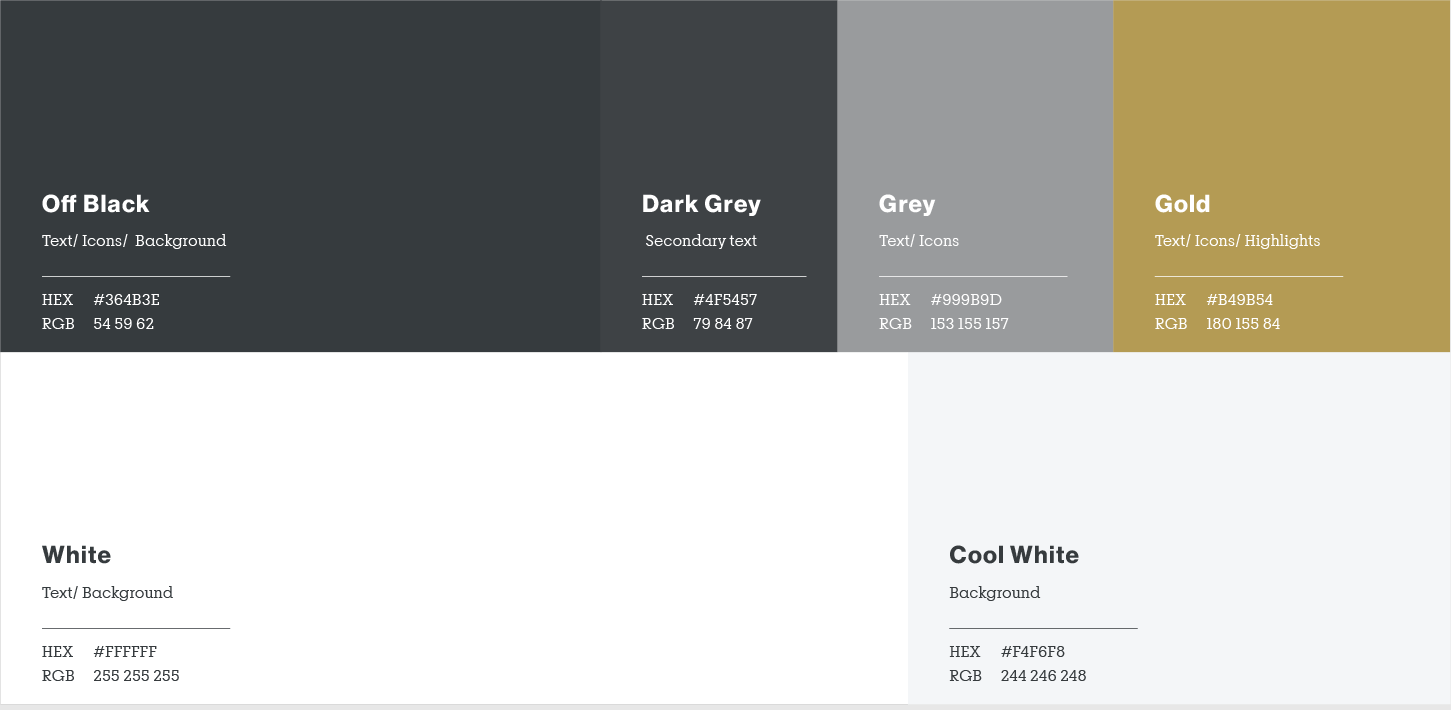 Off Black
Text/ Icons/ Background
HEX #364B3E
RGB 54 59 62
Dark Grey
Secondary text
HEX #4F5457
RGB 79 84 87
Grey
Text/ Icons
HEX #999B9D
RGB 153 155 157
Gold
Text/ Icons/ Highlights
HEX #B49B54
RGB 180 155 84
White
Text/ Background
HEX #FFFFFF
RGB 255 255 255
Cool White
Background
HEX #F4F6F8
RGB 244 246 248